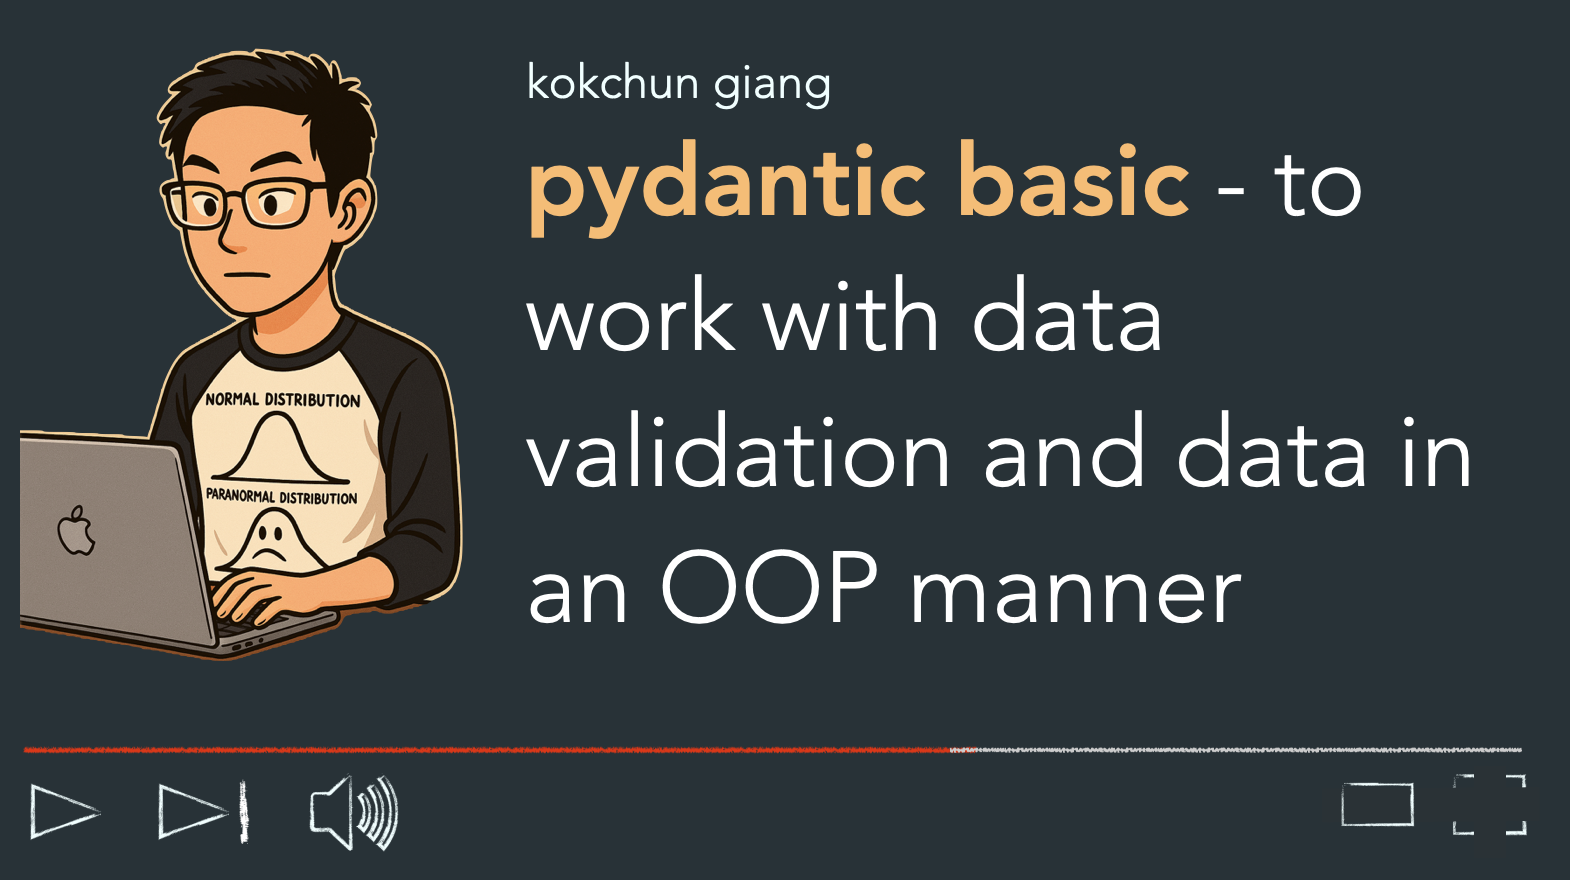 kokchun giang
pydantic basic - to
work with data
validation and data in
an OOP manner
NORMAL DISTRIBUTION
PARANORMAL DISTRIBUTION